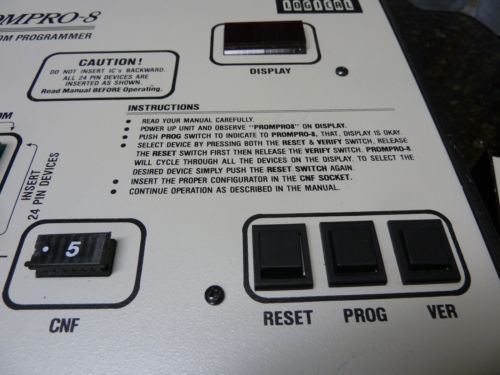 LOGICAL
PROMPRO-8
OM PROGRAMMER
CAUTION!
DO NOT INSERT IC's BACKWARD.
ALL 24 PIN DEVICES ARE
INSERTED AS SHOWN.
Read Manual BEFORE Operating.
DISPLAY
INSTRUCTIONS
• READ YOUR MANUAL CAREFULLY.
• POWER UP UNIT AND OBSERVE "PROMPRO8" ON DISPLAY.
• PUSH PROG SWITCH TO INDICATE TO PROMPRO-8, THAT, DISPLAY IS OKAY.
• SELECT DEVICE BY PRESSING BOTH THE RESET & VERIFY SWITCH, RELEASE
THE RESET SWITCH FIRST THEN RELEASE THE VERIFY SWITCH. PROMPRO-8
WILL CYCLE THROUGH ALL THE DEVICES ON THE DISPLAY. TO SELECT THE
DESIRED DEVICE SIMPLY PUSH THE RESET SWITCH AGAIN.
• INSERT THE PROPER CONFIGURATOR IN THE CNF SOCKET.
• CONTINUE OPERATION AS DESCRIBED IN THE MANUAL.
OM
INSERT
24 PIN DEVICES
5
CNF
RESET
PROG
VER